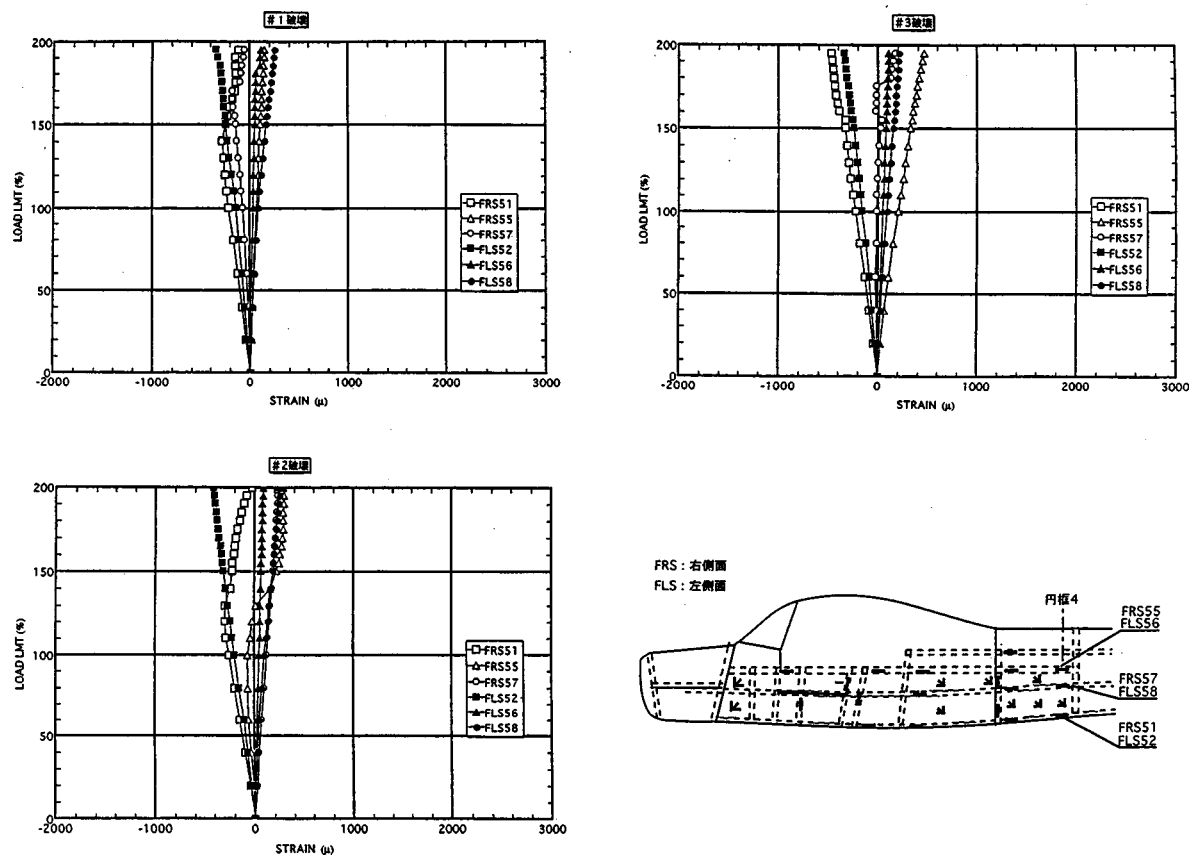 #1破壊
200
150
100
50
0
LOAD LMT (%)
-2000
-1000
0
1000
2000
3000
STRAIN (μ)
FRS51
FRS55
FRS57
FLS52
FLS56
FLS58
#3破壊
200
150
100
50
0
LOAD LMT (%)
-2000
-1000
0
1000
2000
3000
STRAIN (μ)
FRS51
FRS55
FRS57
FLS52
FLS56
FLS58
#2破壊
200
150
100
50
0
LOAD LMT (%)
-2000
-1000
0
1000
2000
3000
STRAIN (μ)
FRS51
FRS55
FRS57
FLS52
FLS56
FLS58
FRS：右側面
FLS：左側面
円框4
FRS55
FLS56
FRS57
FLS58
FRS51
FLS52